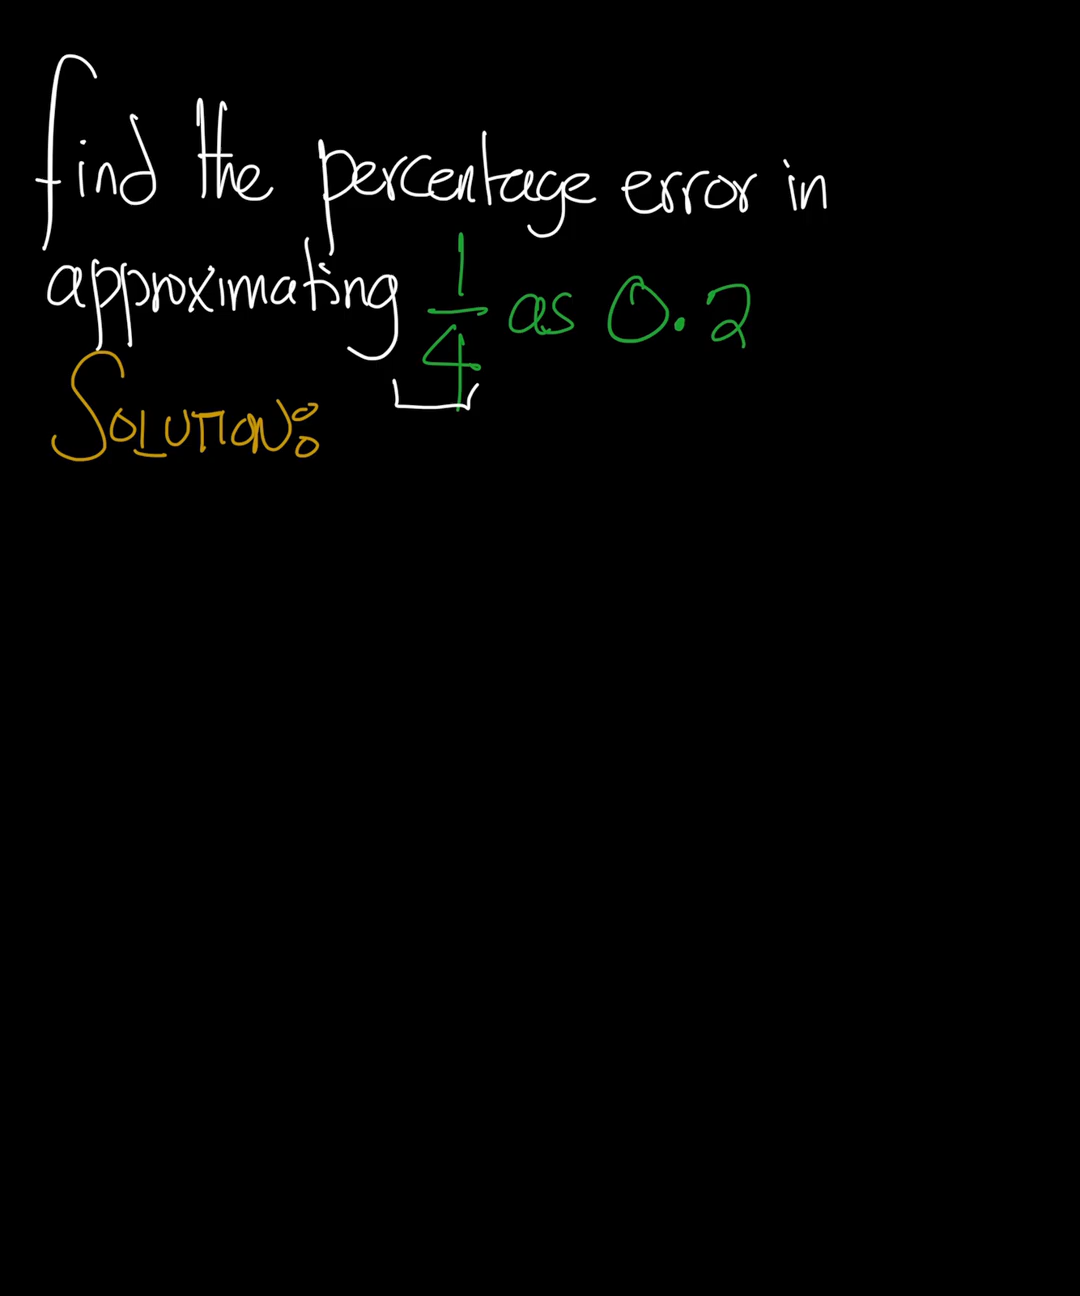 find the percentage error in
approximating 1/4 as 0.2
SOLUTION: